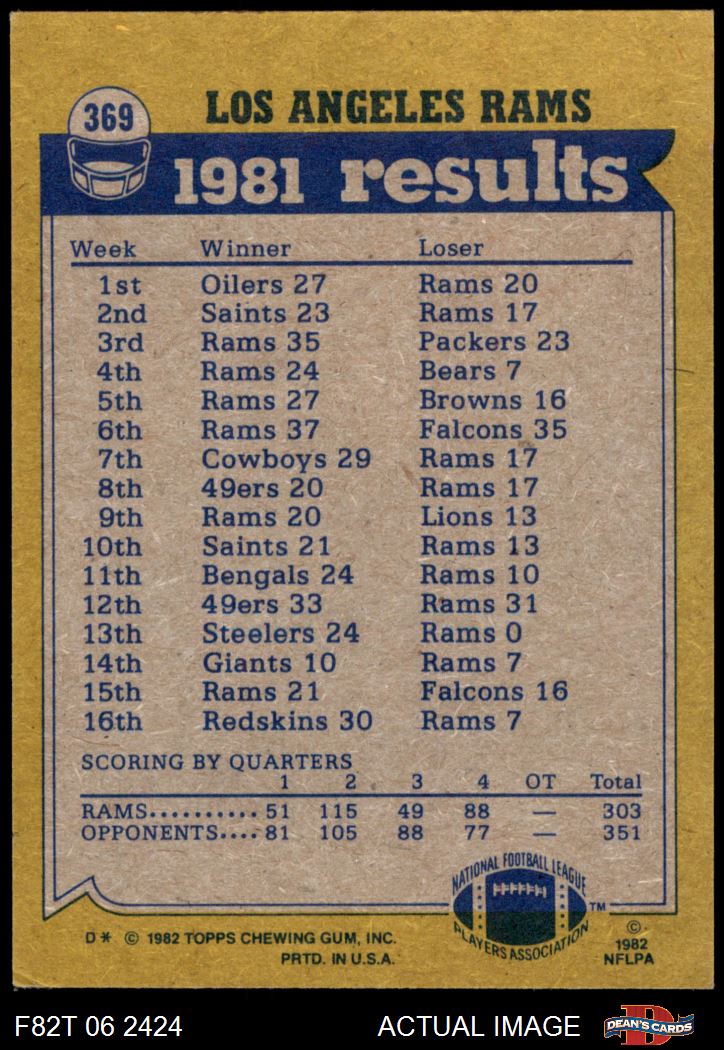 369
LOS ANGELES RAMS
1981 results
Week Winner Loser
1st Oilers 27 Rams 20
2nd Saints 23 Rams 17
3rd Rams 35 Packers 23
4th Rams 24 Bears 7
5th Rams 27 Browns 16
6th Rams 37 Falcons 35
7th Cowboys 29 Rams 17
8th 49ers 20 Rams 17
9th Rams 20 Lions 13
10th Saints 21 Rams 13
11th Bengals 24 Rams 10
12th 49ers 33 Rams 31
13th Steelers 24 Rams 0
14th Giants 10 Rams 7
15th Rams 21 Falcons 16
16th Redskins 30 Rams 7
SCORING BY QUARTERS
1 2 3 4 OT Total
RAMS.......... 51 115 49 88 — 303
OPPONENTS.... 81 105 88 77 — 351
NATIONAL FOOTBALL LEAGUE
PLAYERS ASSOCIATION
TM
D* © 1982 TOPPS CHEWING GUM, INC.
PRTD. IN U.S.A.
©
1982
NFLPA
F82T 06 2424 ACTUAL IMAGE
D
DEAN'S CARDS